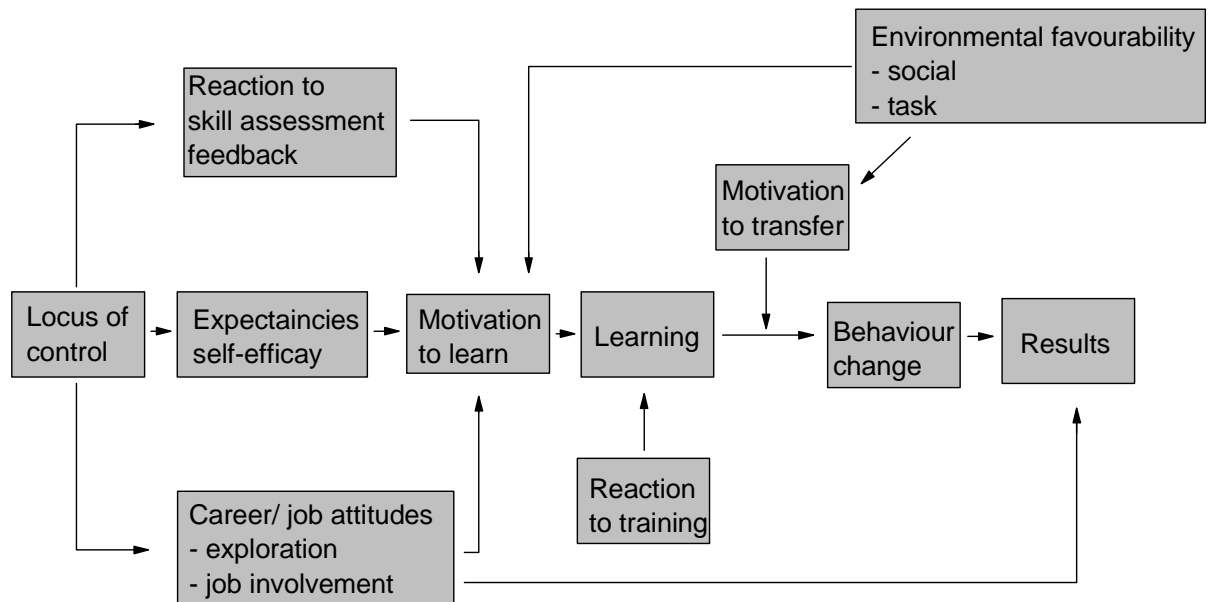 Environmental favourability
- social
- task
Reaction to
skill assessment
feedback
Motivation
to transfer
Locus of
control
Expectaincies
self-efficay
Motivation
to learn
Learning
Behaviour
change
Results
Reaction
to training
Career/ job attitudes
- exploration
- job involvement